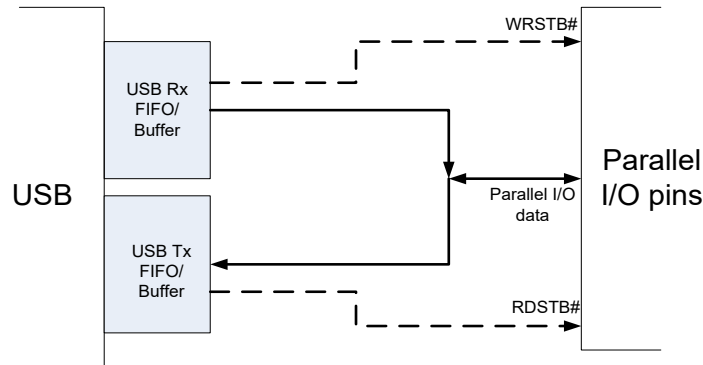 WRSTB#
USB Rx
FIFO/
Buffer
USB
Parallel
I/O pins
Parallel I/O
data
USB Tx
FIFO/
Buffer
RDSTB#